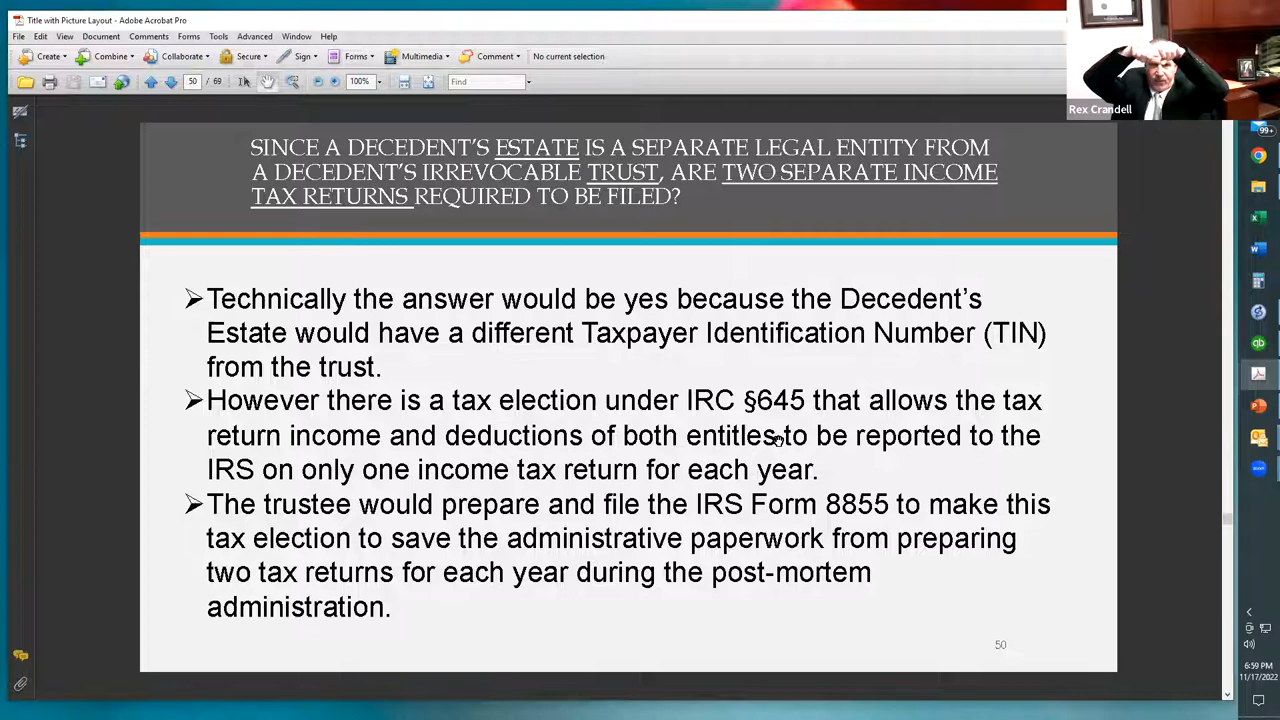 Title with Picture Layout - Adobe Acrobat Pro
File Edit View Document Comments Forms Tools Advanced Window Help
Create Combine Collaborate Secure Sign Forms Multimedia Comment No current selection
50 / 69 100% Find
Rex Crandell
99+
SINCE A DECEDENT'S ESTATE IS A SEPARATE LEGAL ENTITY FROM
A DECEDENT'S IRREVOCABLE TRUST, ARE TWO SEPARATE INCOME
TAX RETURNS REQUIRED TO BE FILED?
Technically the answer would be yes because the Decedent's
Estate would have a different Taxpayer Identification Number (TIN)
from the trust.
However there is a tax election under IRC §645 that allows the tax
return income and deductions of both entitles to be reported to the
IRS on only one income tax return for each year.
The trustee would prepare and file the IRS Form 8855 to make this
tax election to save the administrative paperwork from preparing
two tax returns for each year during the post-mortem
administration.
50
6:59 PM
11/17/2022